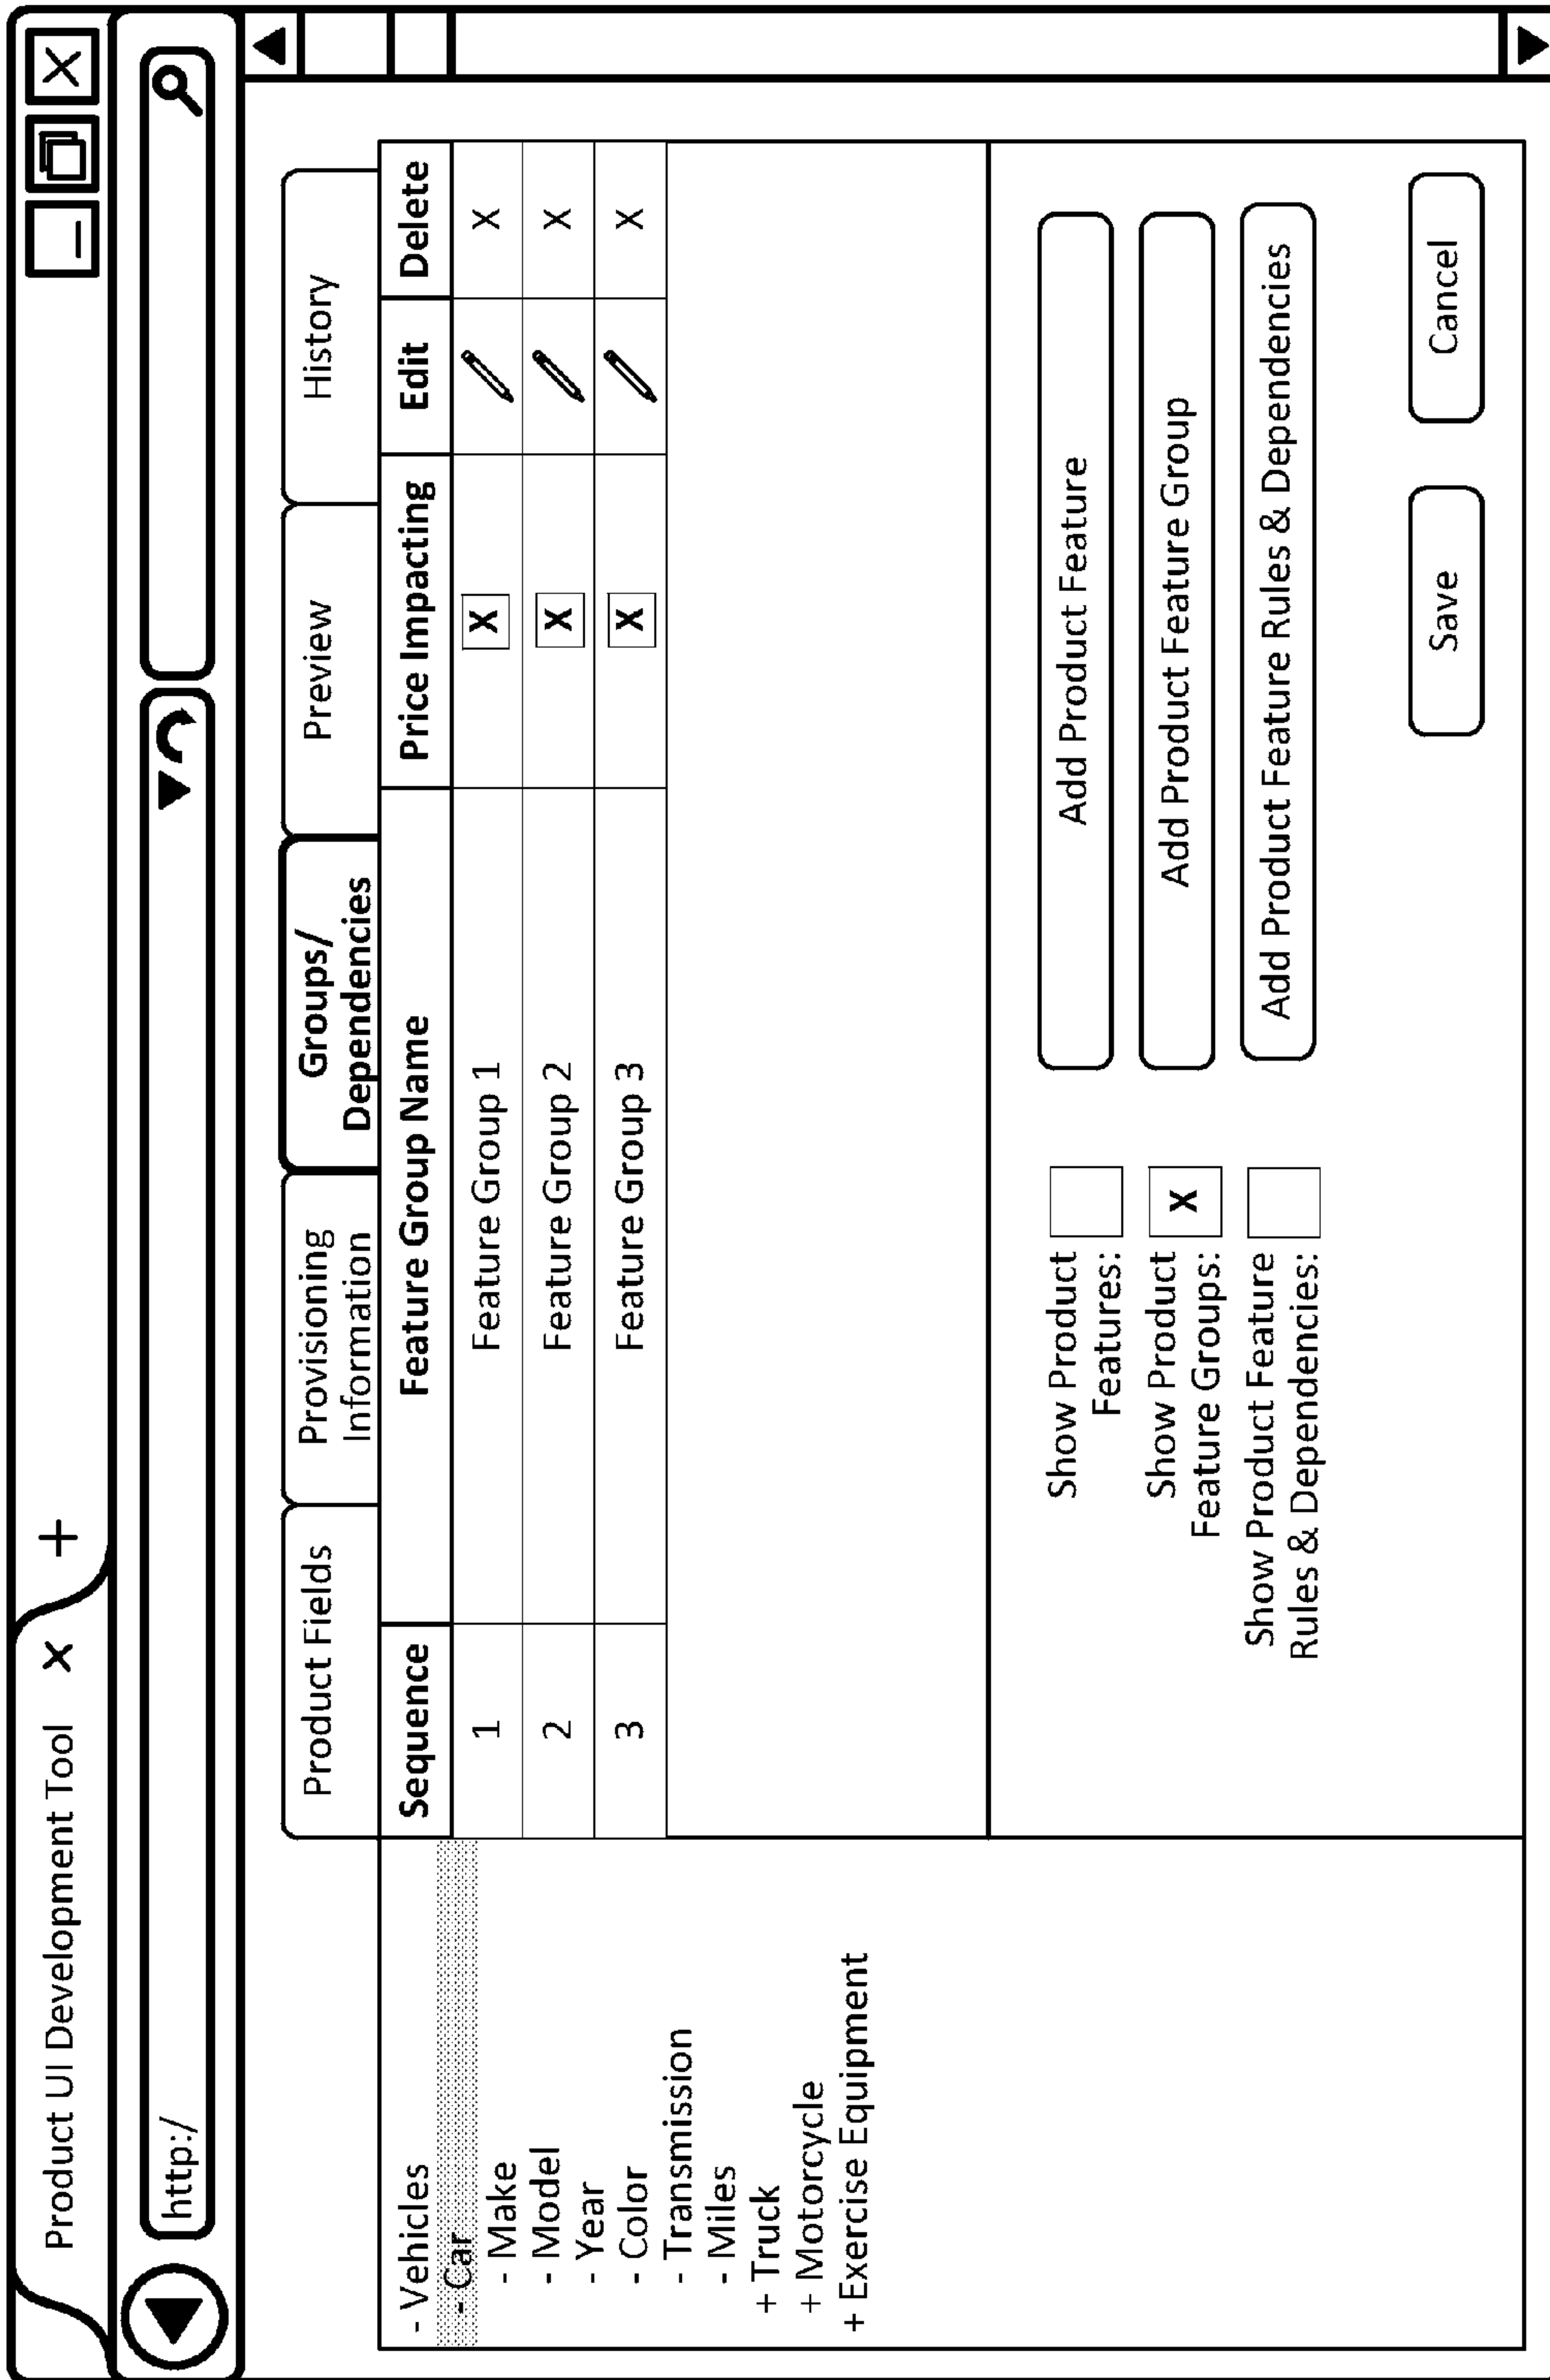 Product UI Development Tool X +
http:/
Product Fields
Provisioning
Information
Groups/
Dependencies
Preview
History
- Vehicles
- Car
- Make
- Model
- Year
- Color
- Transmission
- Miles
+ Truck
+ Motorcycle
+ Exercise Equipment
Sequence Feature Group Name Price Impacting Edit Delete
1 Feature Group 1 X X
2 Feature Group 2 X X
3 Feature Group 3 X X
Show Product
Features:
Add Product Feature
Show Product
Feature Groups: X
Add Product Feature Group
Show Product Feature
Rules & Dependencies:
Add Product Feature Rules & Dependencies
Save Cancel